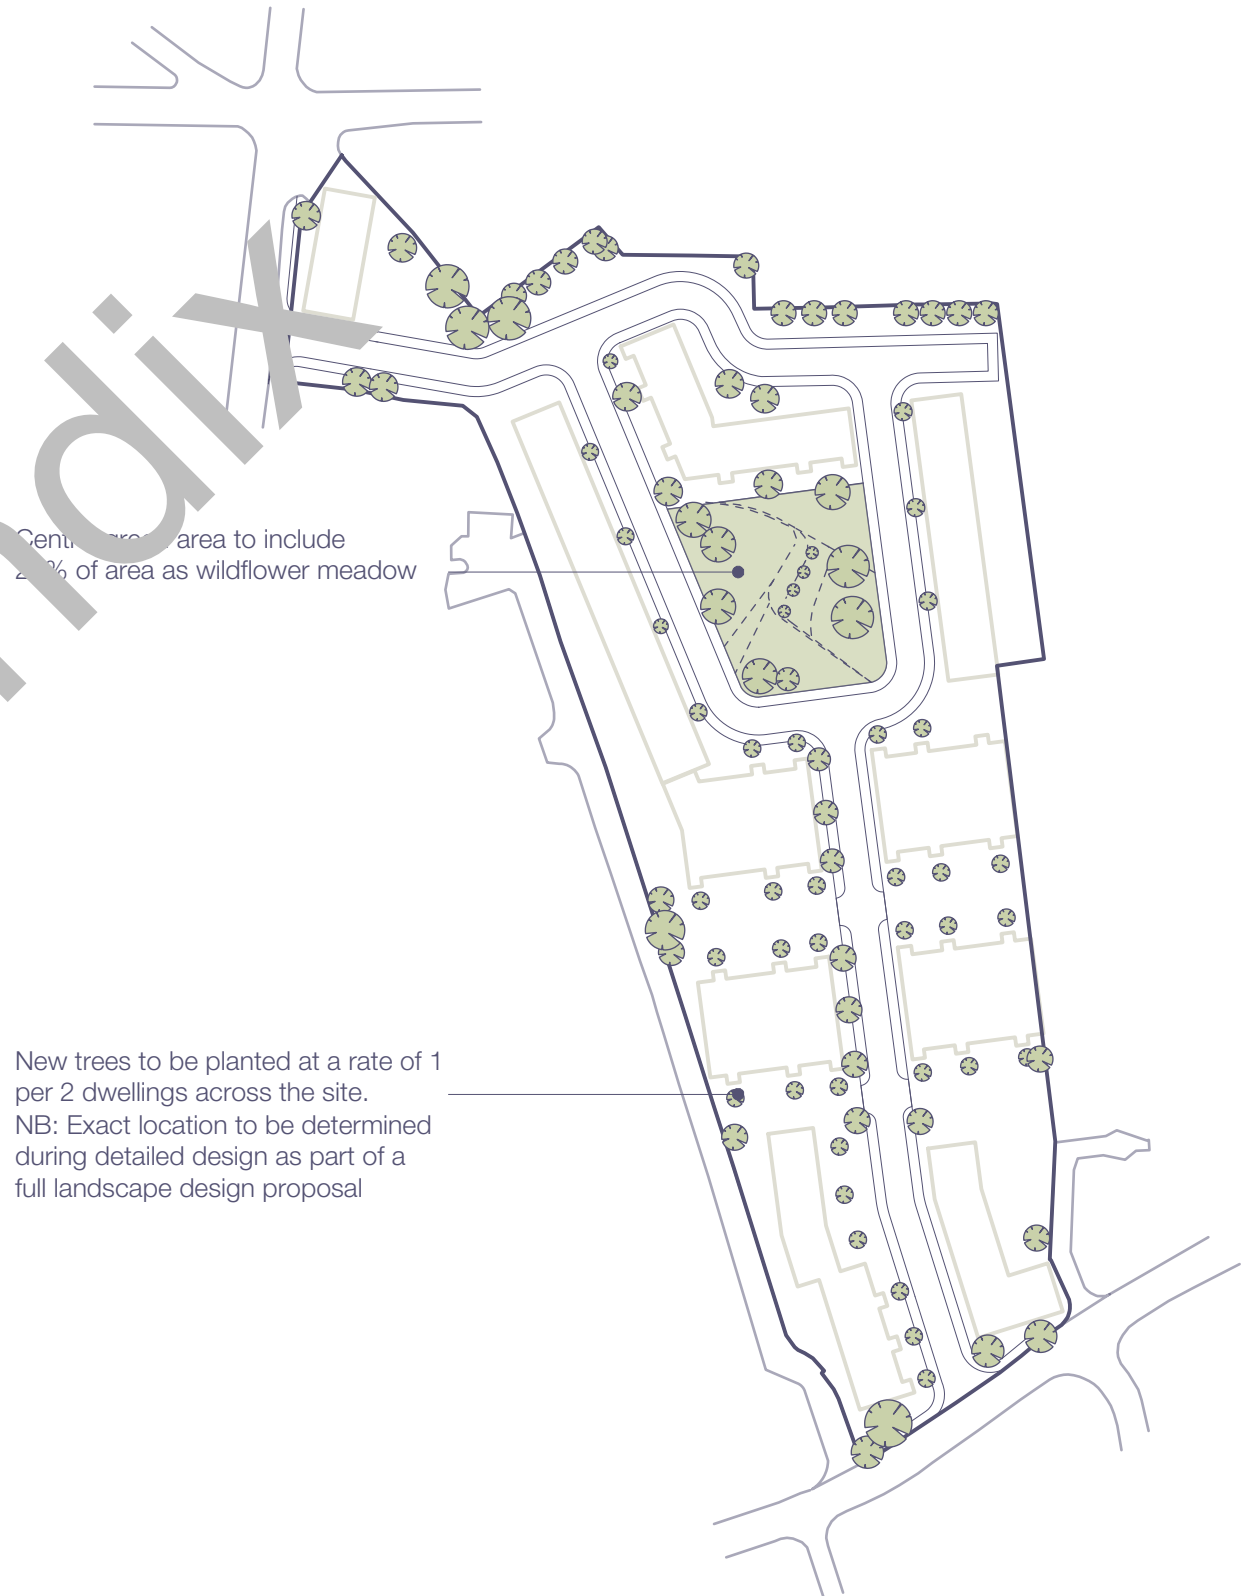 ndix
area to include
% of area as wildflower meadow
New trees to be planted at a rate of 1
per 2 dwellings across the site.
NB: Exact location to be determined
during detailed design as part of a
full landscape design proposal